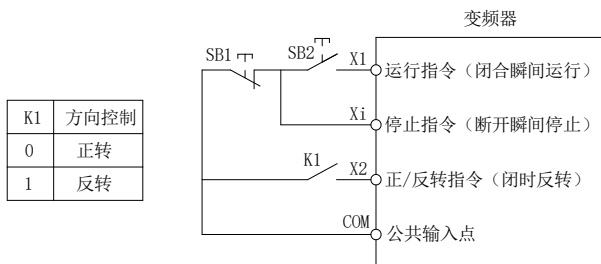 变频器
SB1
SB2
X1
运行指令（闭合瞬间运行）
Xi
停止指令（断开瞬间停止）
K1
X2
正/反转指令（闭时反转）
COM
公共输入点
K1 方向控制
0 正转
1 反转